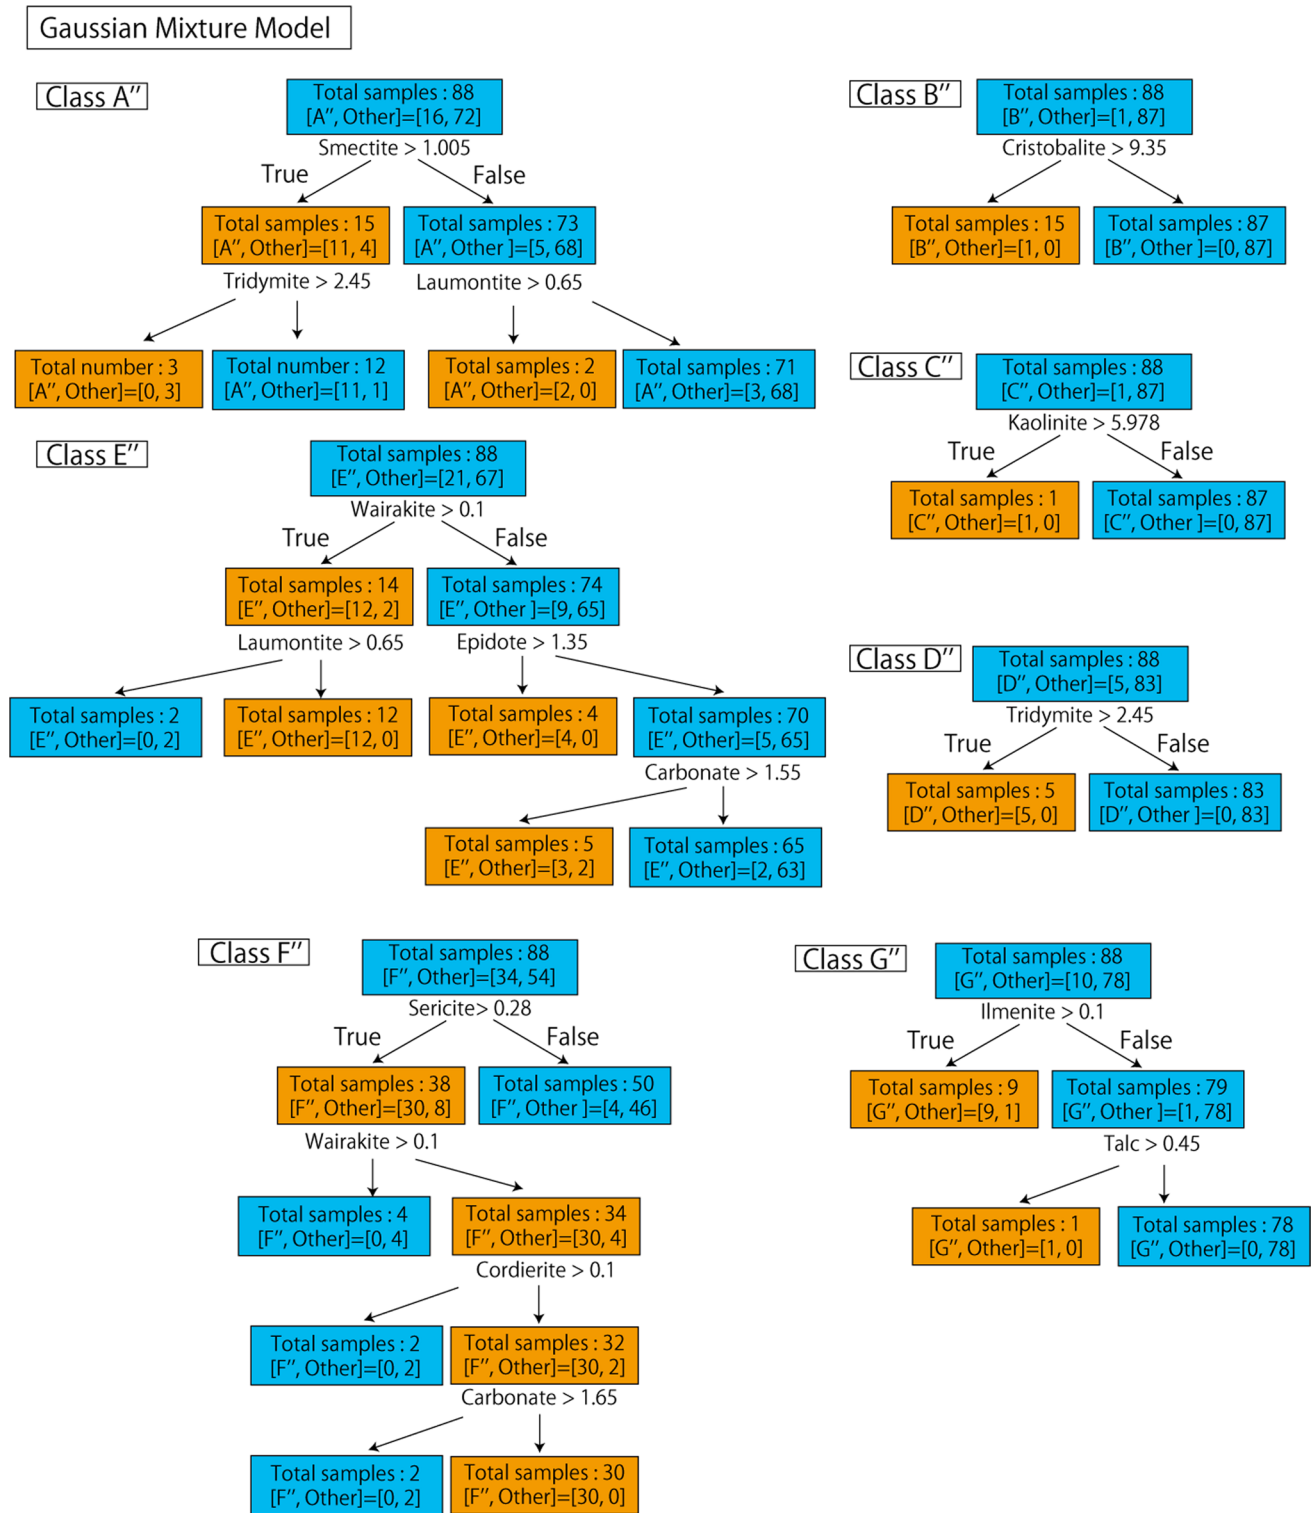 Gaussian Mixture Model
Class A′′
Total samples : 88
[A′′, Other]=[16, 72]
Smectite > 1.005
True
False
Total samples : 15
[A′′, Other]=[11, 4]
Total samples : 73
[A′′, Other ]=[5, 68]
Tridymite > 2.45
Laumontite > 0.65
Total number : 3
[A′′, Other]=[0, 3]
Total number : 12
[A′′, Other]=[11, 1]
Total samples : 2
[A′′, Other]=[2, 0]
Total samples : 71
[A′′, Other]=[3, 68]
Class B′′
Total samples : 88
[B′′, Other]=[1, 87]
Cristobalite > 9.35
Total samples : 15
[B′′, Other]=[1, 0]
Total samples : 87
[B′′, Other ]=[0, 87]
Class C′′
Total samples : 88
[C′′, Other]=[1, 87]
Kaolinite > 5.978
True
False
Total samples : 1
[C′′, Other]=[1, 0]
Total samples : 87
[C′′, Other ]=[0, 87]
Class E′′
Total samples : 88
[E′′, Other]=[21, 67]
Wairakite > 0.1
True
False
Total samples : 14
[E′′, Other]=[12, 2]
Total samples : 74
[E′′, Other ]=[9, 65]
Laumontite > 0.65
Epidote > 1.35
Total samples : 2
[E′′, Other]=[0, 2]
Total samples : 12
[E′′, Other]=[12, 0]
Total samples : 4
[E′′, Other]=[4, 0]
Total samples : 70
[E′′, Other]=[5, 65]
Carbonate > 1.55
Total samples : 5
[E′′, Other]=[3, 2]
Total samples : 65
[E′′, Other]=[2, 63]
Class D′′
Total samples : 88
[D′′, Other]=[5, 83]
Tridymite > 2.45
True
False
Total samples : 5
[D′′, Other]=[5, 0]
Total samples : 83
[D′′, Other ]=[0, 83]
Class F′′
Total samples : 88
[F′′, Other]=[34, 54]
Sericite> 0.28
True
False
Total samples : 38
[F′′, Other]=[30, 8]
Total samples : 50
[F′′, Other ]=[4, 46]
Wairakite > 0.1
Total samples : 4
[F′′, Other]=[0, 4]
Total samples : 34
[F′′, Other]=[30, 4]
Cordierite > 0.1
Total samples : 2
[F′′, Other]=[0, 2]
Total samples : 32
[F′′, Other]=[30, 2]
Carbonate > 1.65
Total samples : 2
[F′′, Other]=[0, 2]
Total samples : 30
[F′′, Other]=[30, 0]
Class G′′
Total samples : 88
[G′′, Other]=[10, 78]
Ilmenite > 0.1
True
False
Total samples : 9
[G′′, Other]=[9, 1]
Total samples : 79
[G′′, Other ]=[1, 78]
Talc > 0.45
Total samples : 1
[G′′, Other]=[1, 0]
Total samples : 78
[G′′, Other]=[0, 78]